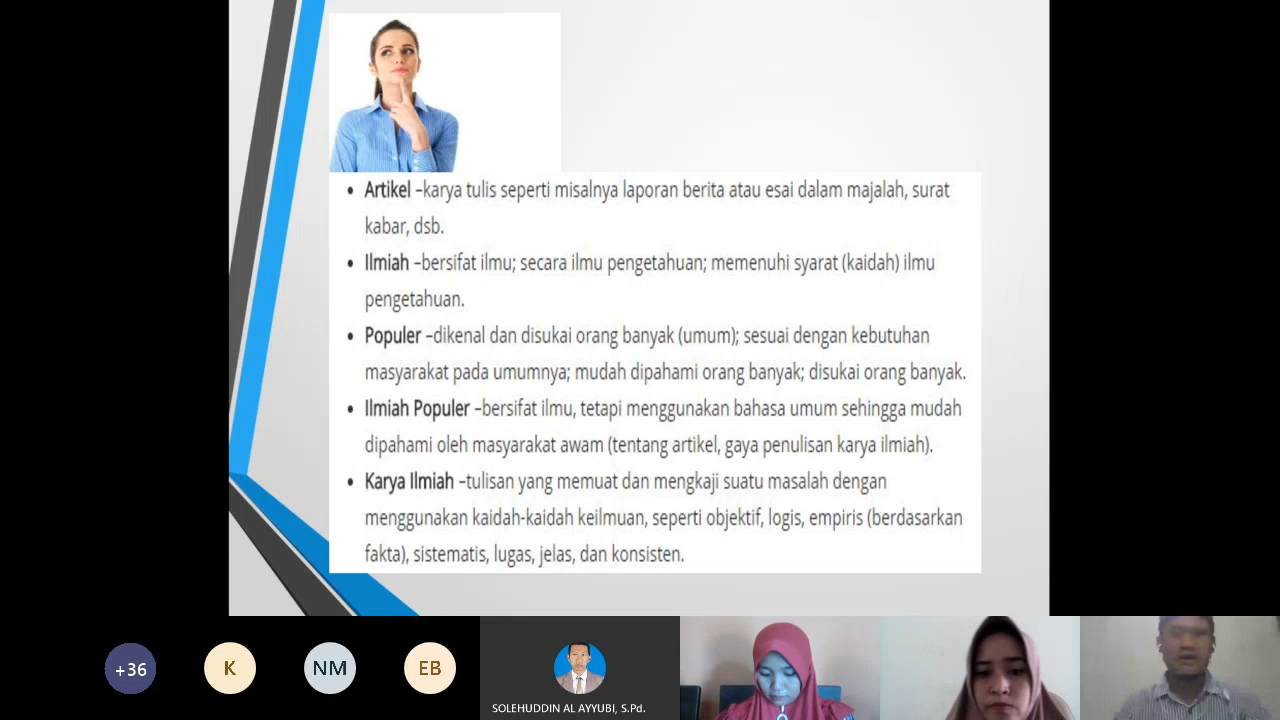 • Artikel –karya tulis seperti misalnya laporan berita atau esai dalam majalah, surat
kabar, dsb.
• Ilmiah –bersifat ilmu; secara ilmu pengetahuan; memenuhi syarat (kaidah) ilmu
pengetahuan.
• Populer –dikenal dan disukai orang banyak (umum); sesuai dengan kebutuhan
masyarakat pada umumnya; mudah dipahami orang banyak; disukai orang banyak.
• Ilmiah Populer –bersifat ilmu, tetapi menggunakan bahasa umum sehingga mudah
dipahami oleh masyarakat awam (tentang artikel, gaya penulisan karya ilmiah).
• Karya Ilmiah –tulisan yang memuat dan mengkaji suatu masalah dengan
menggunakan kaidah-kaidah keilmuan, seperti objektif, logis, empiris (berdasarkan
fakta), sistematis, lugas, jelas, dan konsisten.
+36
K
NM
EB
SOLEHUDDIN AL AYYUBI, S.Pd.